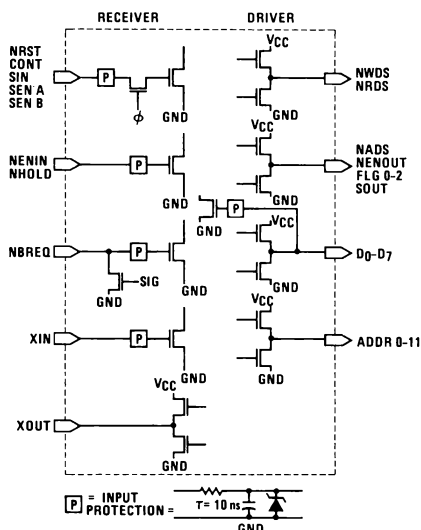 RECEIVER
DRIVER
NRST
CONT
SIN
SEN A
SEN B
P
ϕ
GND
VCC
GND
NWDS
NRDS
NENIN
NHOLD
P
GND
VCC
GND
NADS
NENOUT
FLG 0-2
SOUT
P
GND
NBREQ
P
SIG
GND
GND
VCC
GND
D0-D7
XIN
P
GND
VCC
GND
ADDR 0-11
XOUT
VCC
GND
P = INPUT
PROTECTION =
T = 10 ns
GND